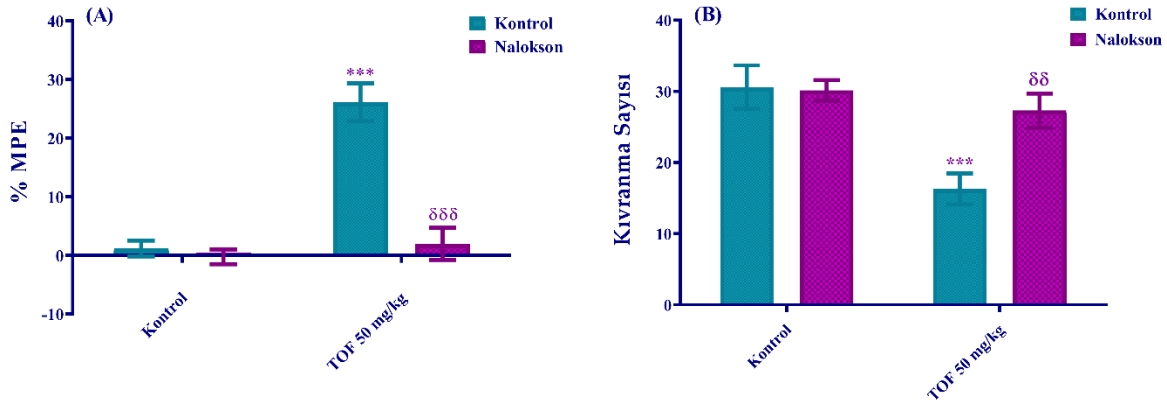 (A)
Kontrol
Nalokson
% MPE
40
30
20
10
0
-10
***
δδδ
Kontrol
TOF 50 mg/kg
(B)
Kontrol
Nalokson
Kıvranma Sayısı
40
30
20
10
0
***
δδ
Kontrol
TOF 50 mg/kg